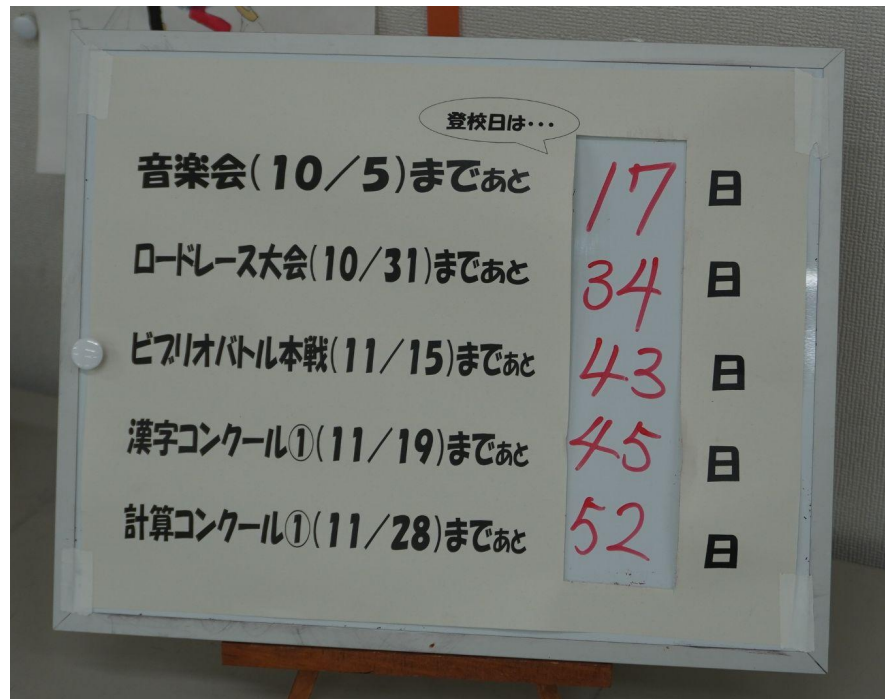 登校日は・・・
音楽会(10/5)まであと 17 日
ロードレース大会(10/31)まであと 34 日
ビブリオバトル本戦(11/15)まであと 43 日
漢字コンクール①(11/19)まであと 45 日
計算コンクール①(11/28)まであと 52 日